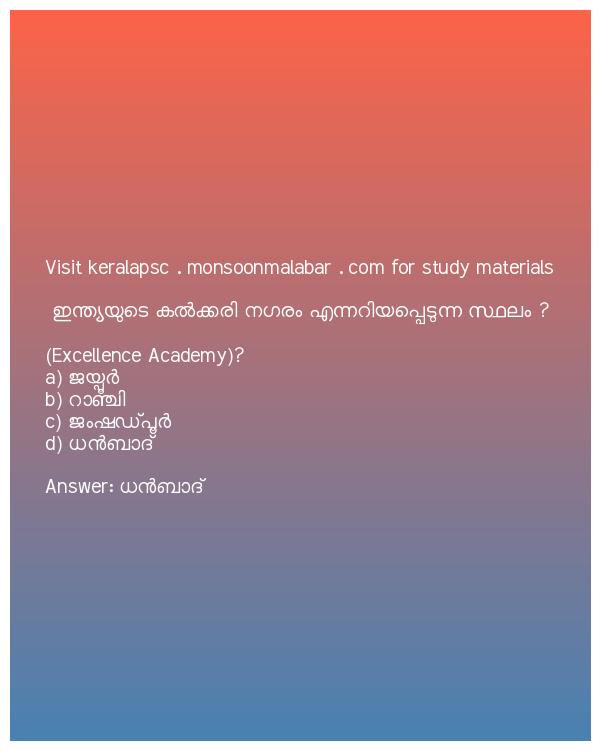 Visit keralapsc . monsoonmalabar . com for study materials
ഇന്ത്യയുടെ കൽക്കരി നഗരം എന്നറിയപ്പെടുന്ന സ്ഥലം ?
(Excellence Academy)?
a) ജയ്പൂർ
b) റാഞ്ചി
c) ജംഷഡ്പൂർ
d) ധൻബാദ്
Answer: ധൻബാദ്